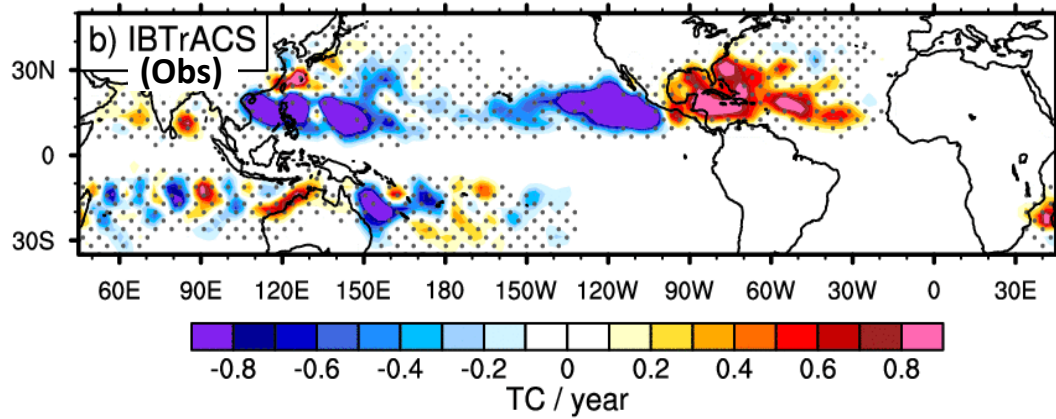 b) IBTrACS
(Obs)
30N
0
30S
60E 90E 120E 150E 180 150W 120W 90W 60W 30W 0 30E
-0.8 -0.6 -0.4 -0.2 0 0.2 0.4 0.6 0.8
TC / year